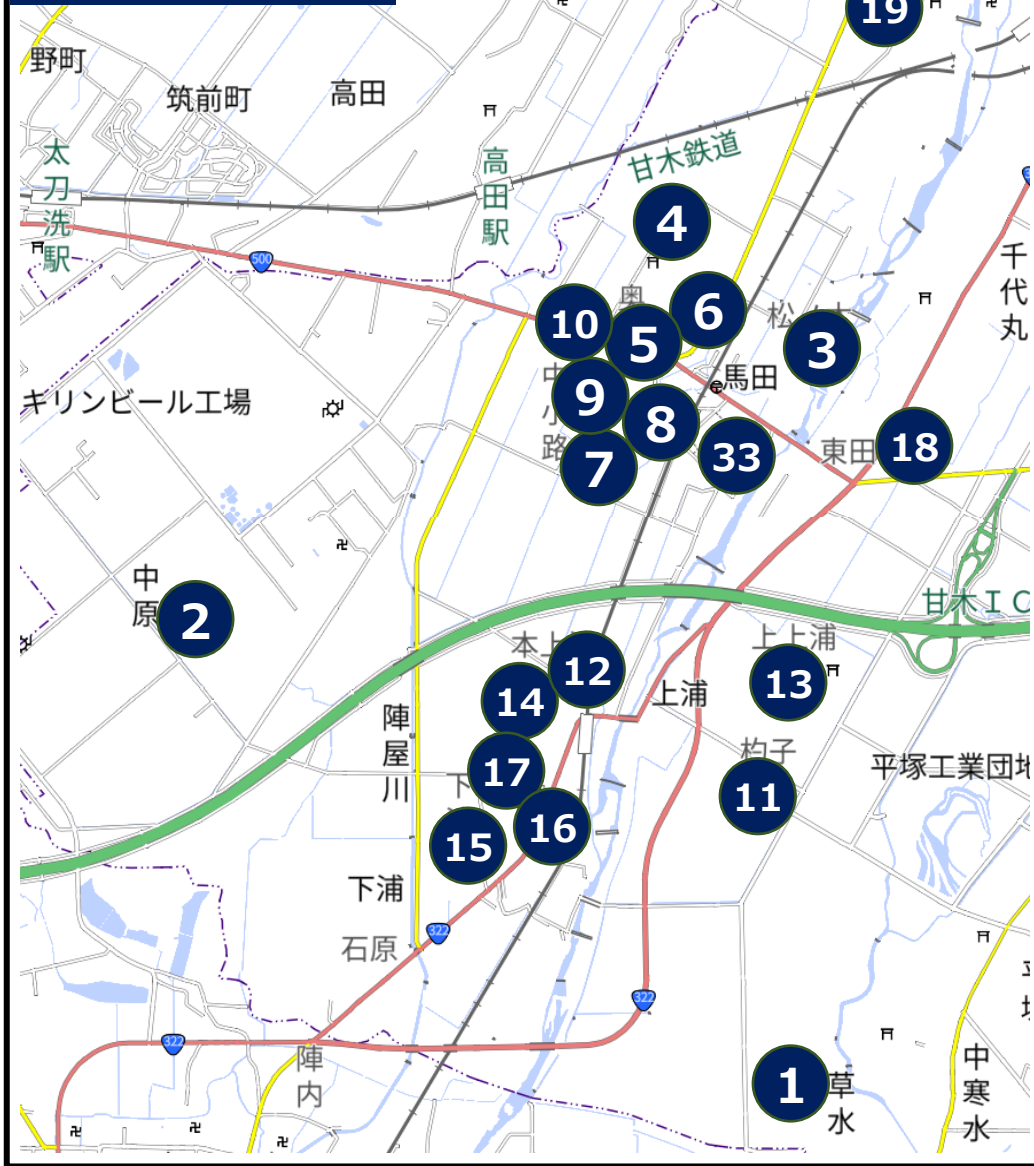 19
野町
筑前町
高田
太刀洗駅
高田駅
甘木鉄道
4
千代丸
500
10
5
6
3
馬田
キリンビール工場
9
8
7
33
東田
18
中原
2
甘木IC
12
上上浦
13
14
上浦
陣屋川
杓子
17
11
平塚工業団地
16
15
下浦
322
石原
322
322
陣内
1
草水
中寒水